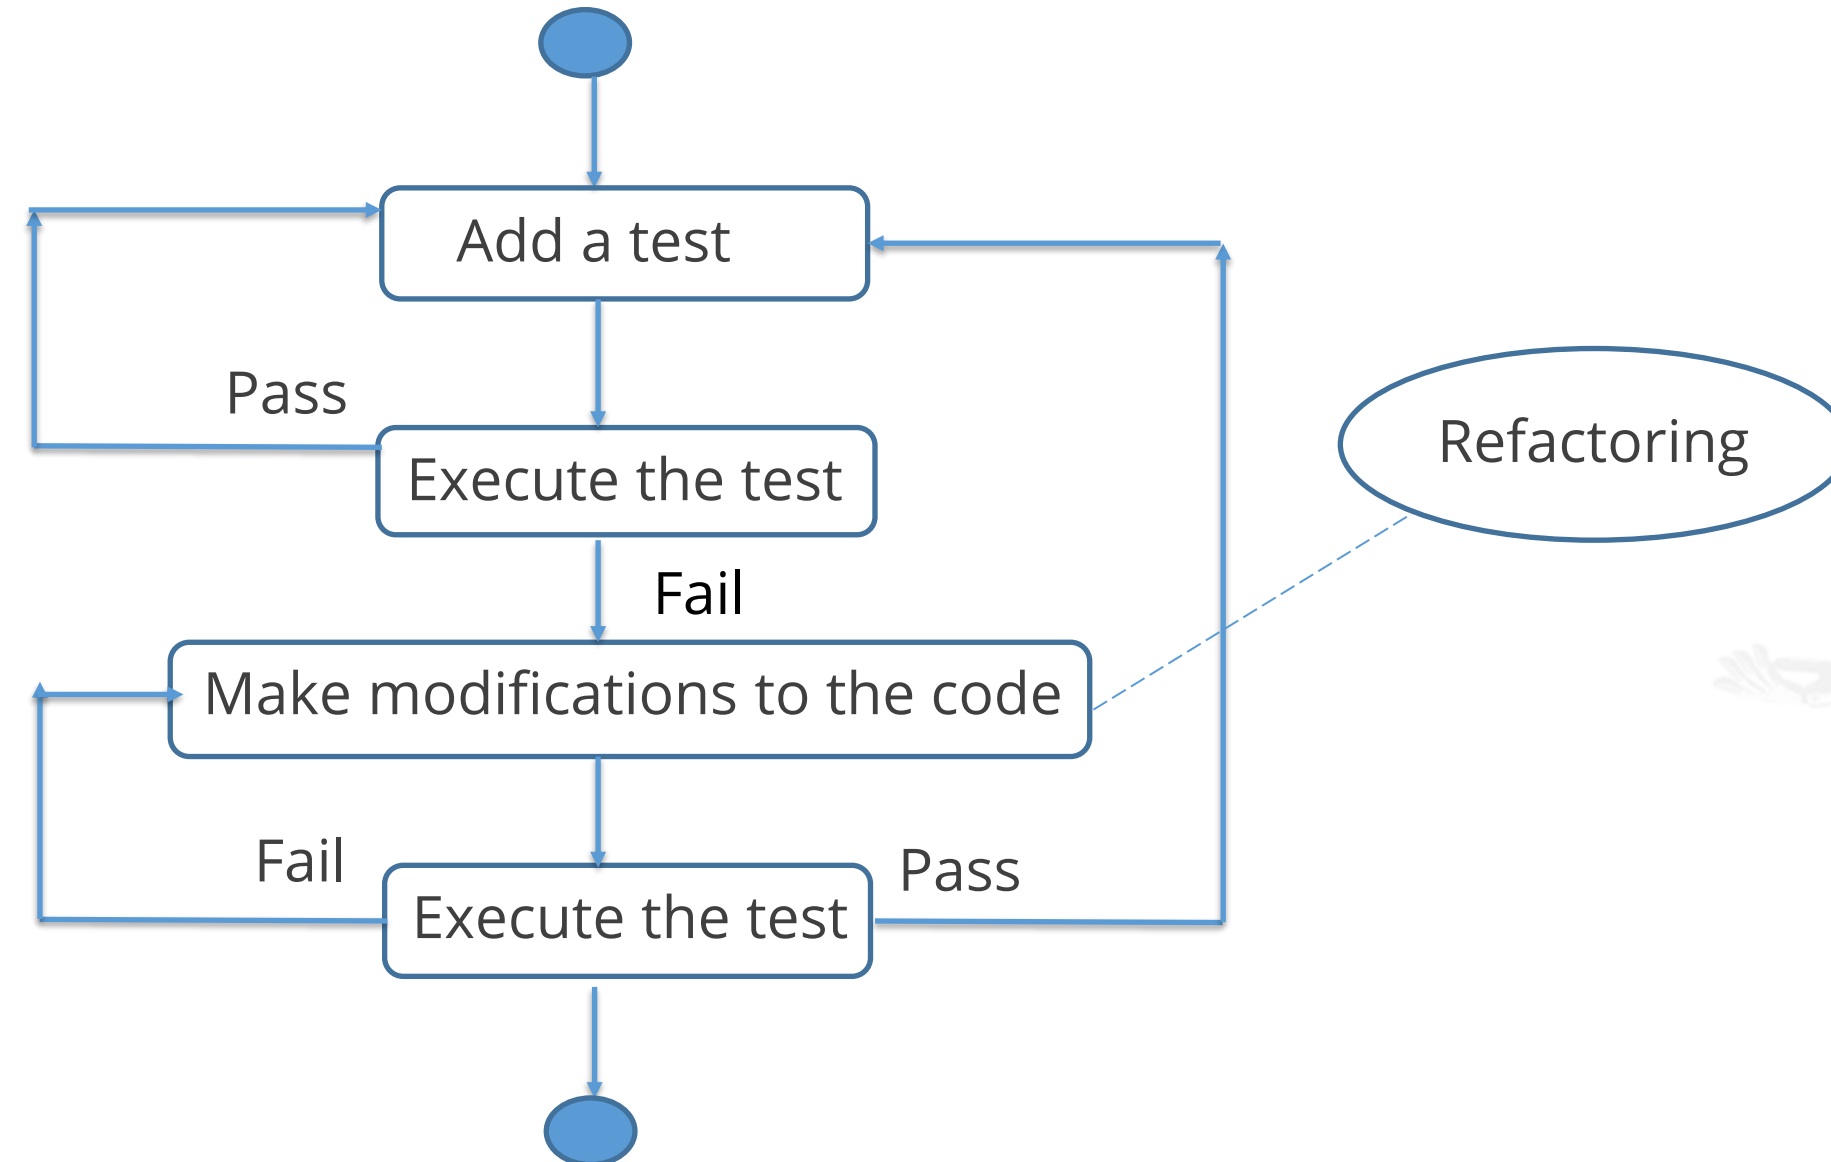 Add a test
Pass
Execute the test
Refactoring
Fail
Make modifications to the code
Fail
Pass
Execute the test